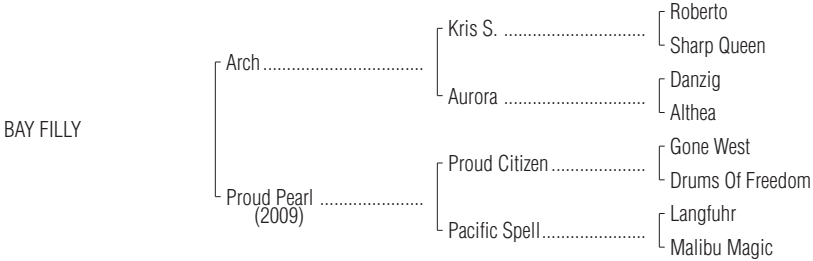 Roberto
Kris S. ..............................
Sharp Queen
Arch ..................................
Danzig
Aurora ..............................
Althea
BAY FILLY
Gone West
Proud Citizen ....................
Drums Of Freedom
Proud Pearl ......................
(2009)
Langfuhr
Pacific Spell ......................
Malibu Magic